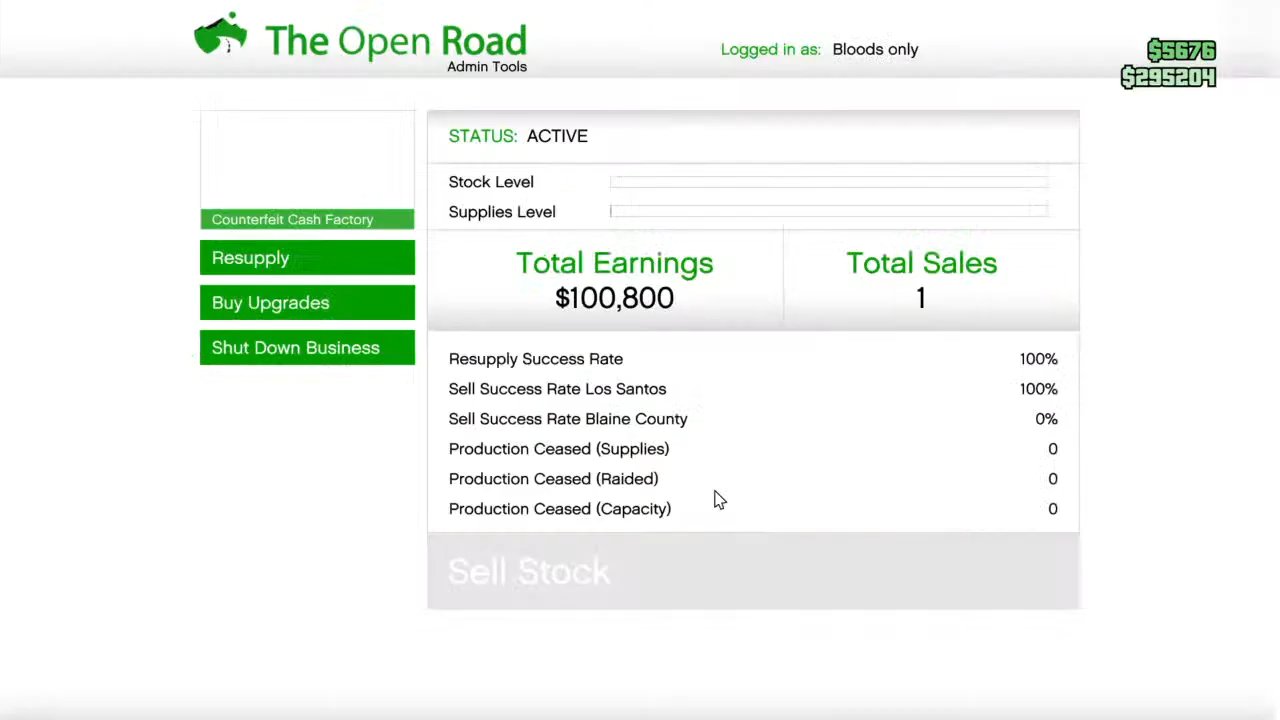 The Open Road
Admin Tools
Logged in as: Bloods only
$5676
$295204
Counterfeit Cash Factory
Resupply
Buy Upgrades
Shut Down Business
STATUS: ACTIVE
Stock Level
Supplies Level
Total Earnings
$100,800
Total Sales
1
Resupply Success Rate 100%
Sell Success Rate Los Santos 100%
Sell Success Rate Blaine County 0%
Production Ceased (Supplies) 0
Production Ceased (Raided) 0
Production Ceased (Capacity) 0
Sell Stock